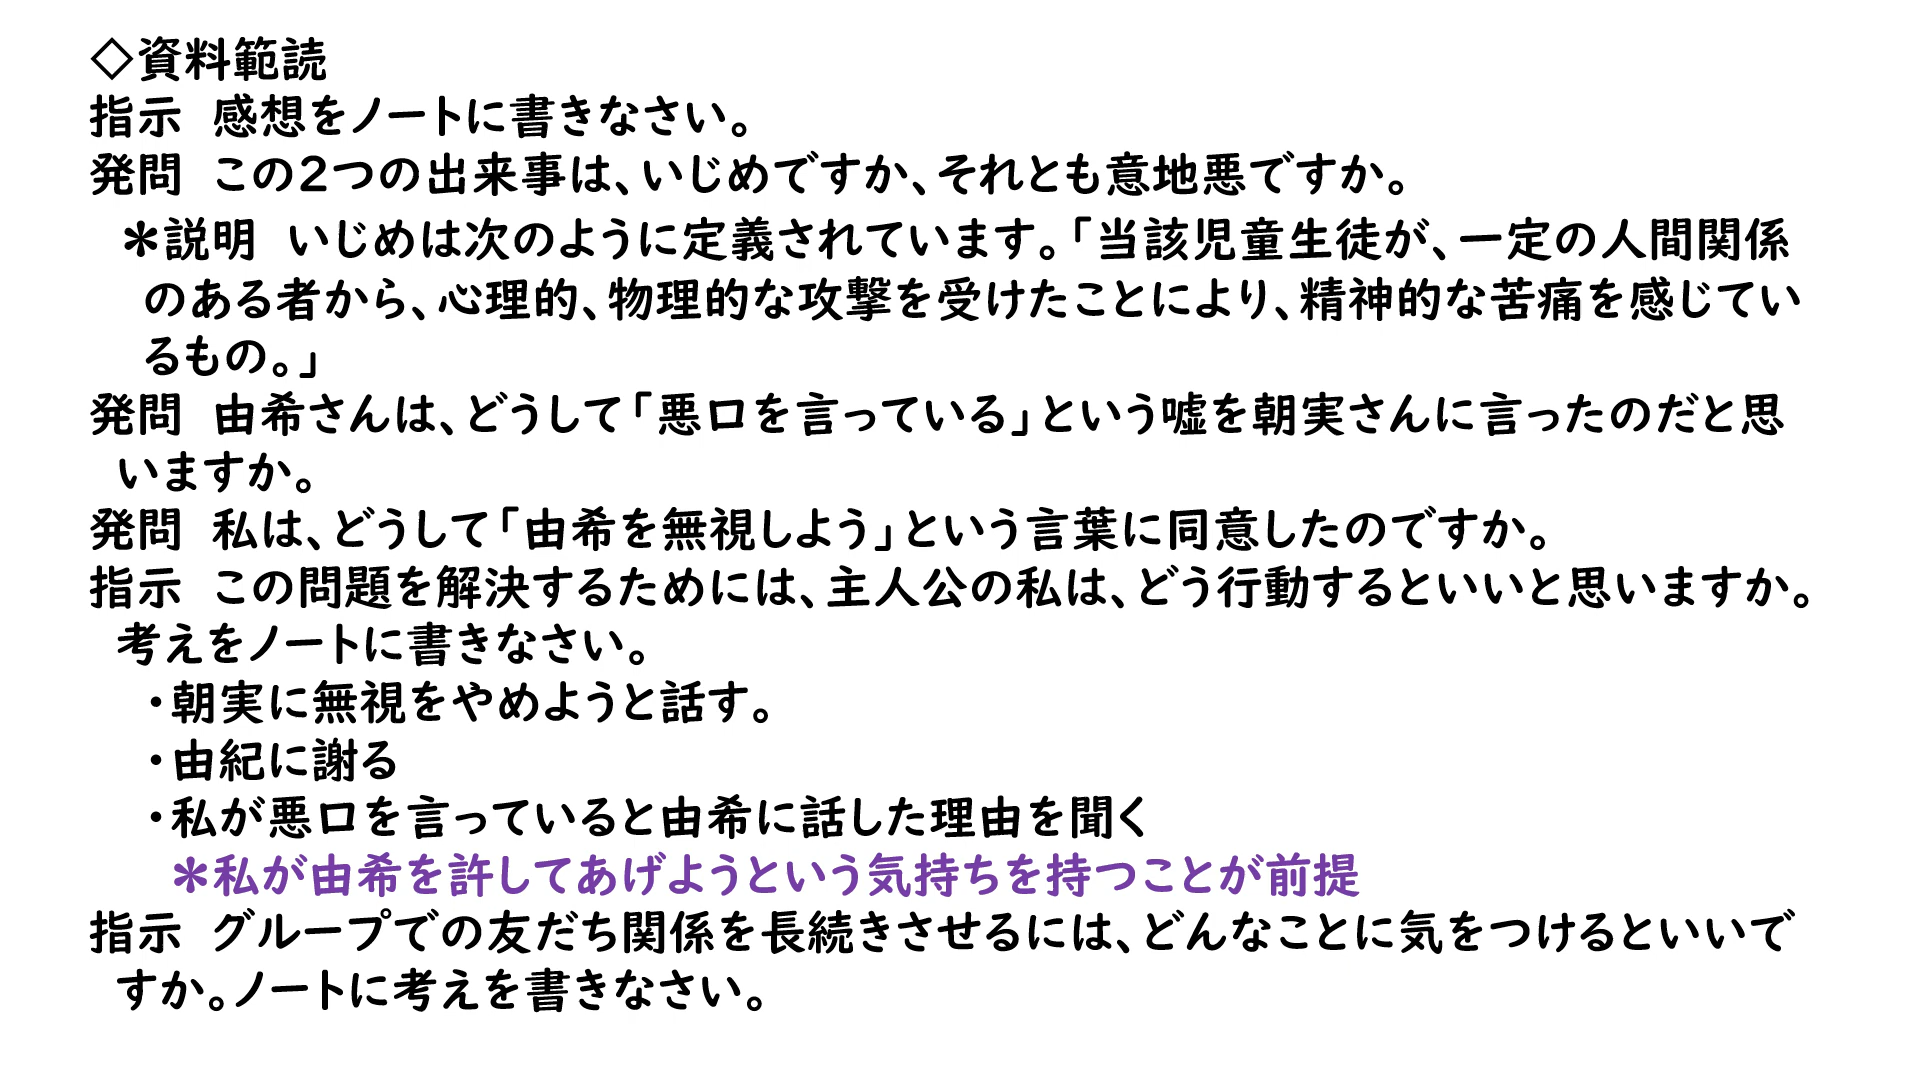 ◇資料範読
指示　感想をノートに書きなさい。
発問　この２つの出来事は、いじめですか、それとも意地悪ですか。
＊説明　いじめは次のように定義されています。「当該児童生徒が、一定の人間関係
のある者から、心理的、物理的な攻撃を受けたことにより、精神的な苦痛を感じてい
るもの。」
発問　由希さんは、どうして「悪口を言っている」という嘘を朝実さんに言ったのだと思
いますか。
発問　私は、どうして「由希を無視しよう」という言葉に同意したのですか。
指示　この問題を解決するためには、主人公の私は、どう行動するといいと思いますか。
考えをノートに書きなさい。
・朝実に無視をやめようと話す。
・由紀に謝る
・私が悪口を言っていると由希に話した理由を聞く
＊私が由希を許してあげようという気持ちを持つことが前提
指示　グループでの友だち関係を長続きさせるには、どんなことに気をつけるといいで
すか。ノートに考えを書きなさい。